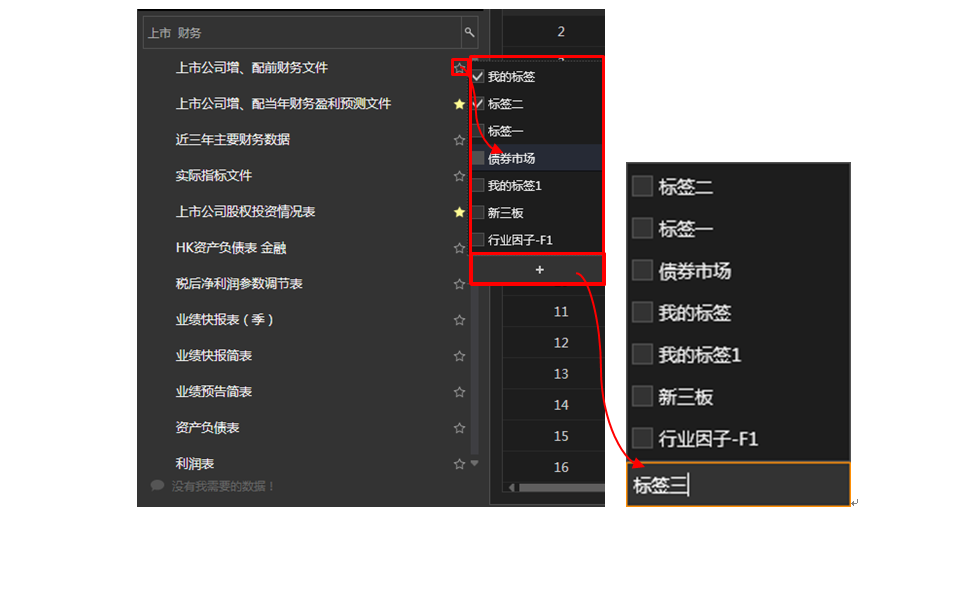 上市 财务
上市公司增、配前财务文件
上市公司增、配当年财务盈利预测文件
近三年主要财务数据
实际指标文件
上市公司股权投资情况表
HK资产负债表 金融
税后净利润参数调节表
业绩快报表（季）
业绩快报简表
业绩预告简表
资产负债表
利润表
没有我需要的数据！
2
我的标签
标签二
标签一
债券市场
我的标签1
新三板
行业因子-F1
+
11
12
13
14
15
16
标签二
标签一
债券市场
我的标签
我的标签1
新三板
行业因子-F1
标签三